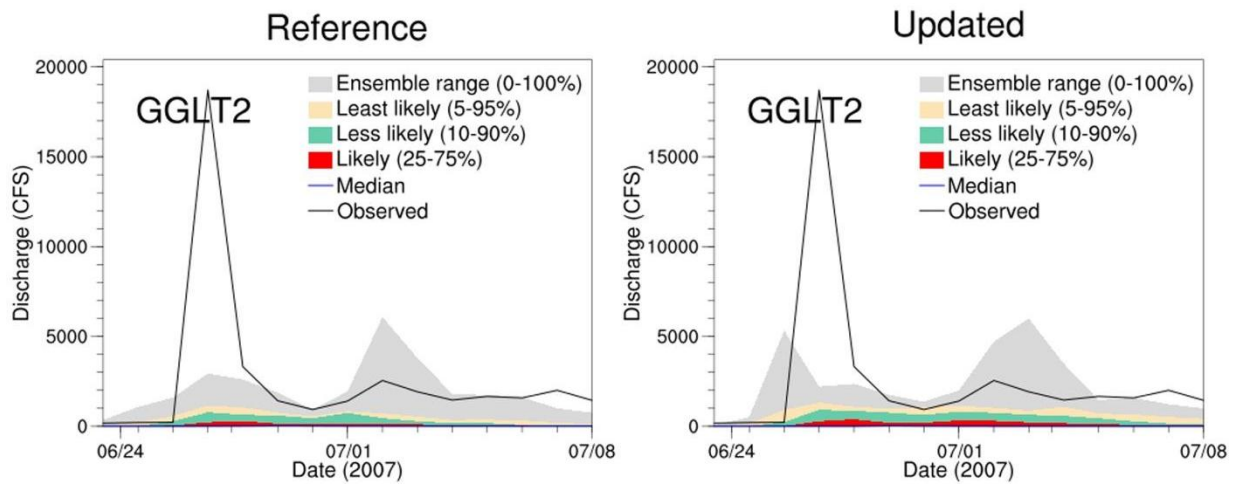 Reference
20000
15000
10000
5000
0
Discharge (CFS)
GGLT2
Ensemble range (0-100%)
Least likely (5-95%)
Less likely (10-90%)
Likely (25-75%)
Median
Observed
06/24
07/01
07/08
Date (2007)
Updated
20000
15000
10000
5000
0
Discharge (CFS)
GGLT2
Ensemble range (0-100%)
Least likely (5-95%)
Less likely (10-90%)
Likely (25-75%)
Median
Observed
06/24
07/01
07/08
Date (2007)